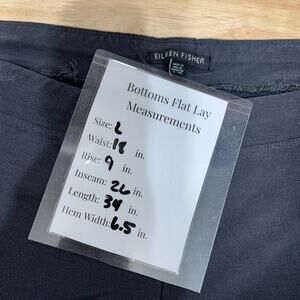 EILEEN FISHER
Bottoms Flat Lay
Measurements
Size: L
Waist: 18 in.
Rise: 9 in.
Inseam: 26 in.
Length: 34 in.
Hem Width: 6.5 in.